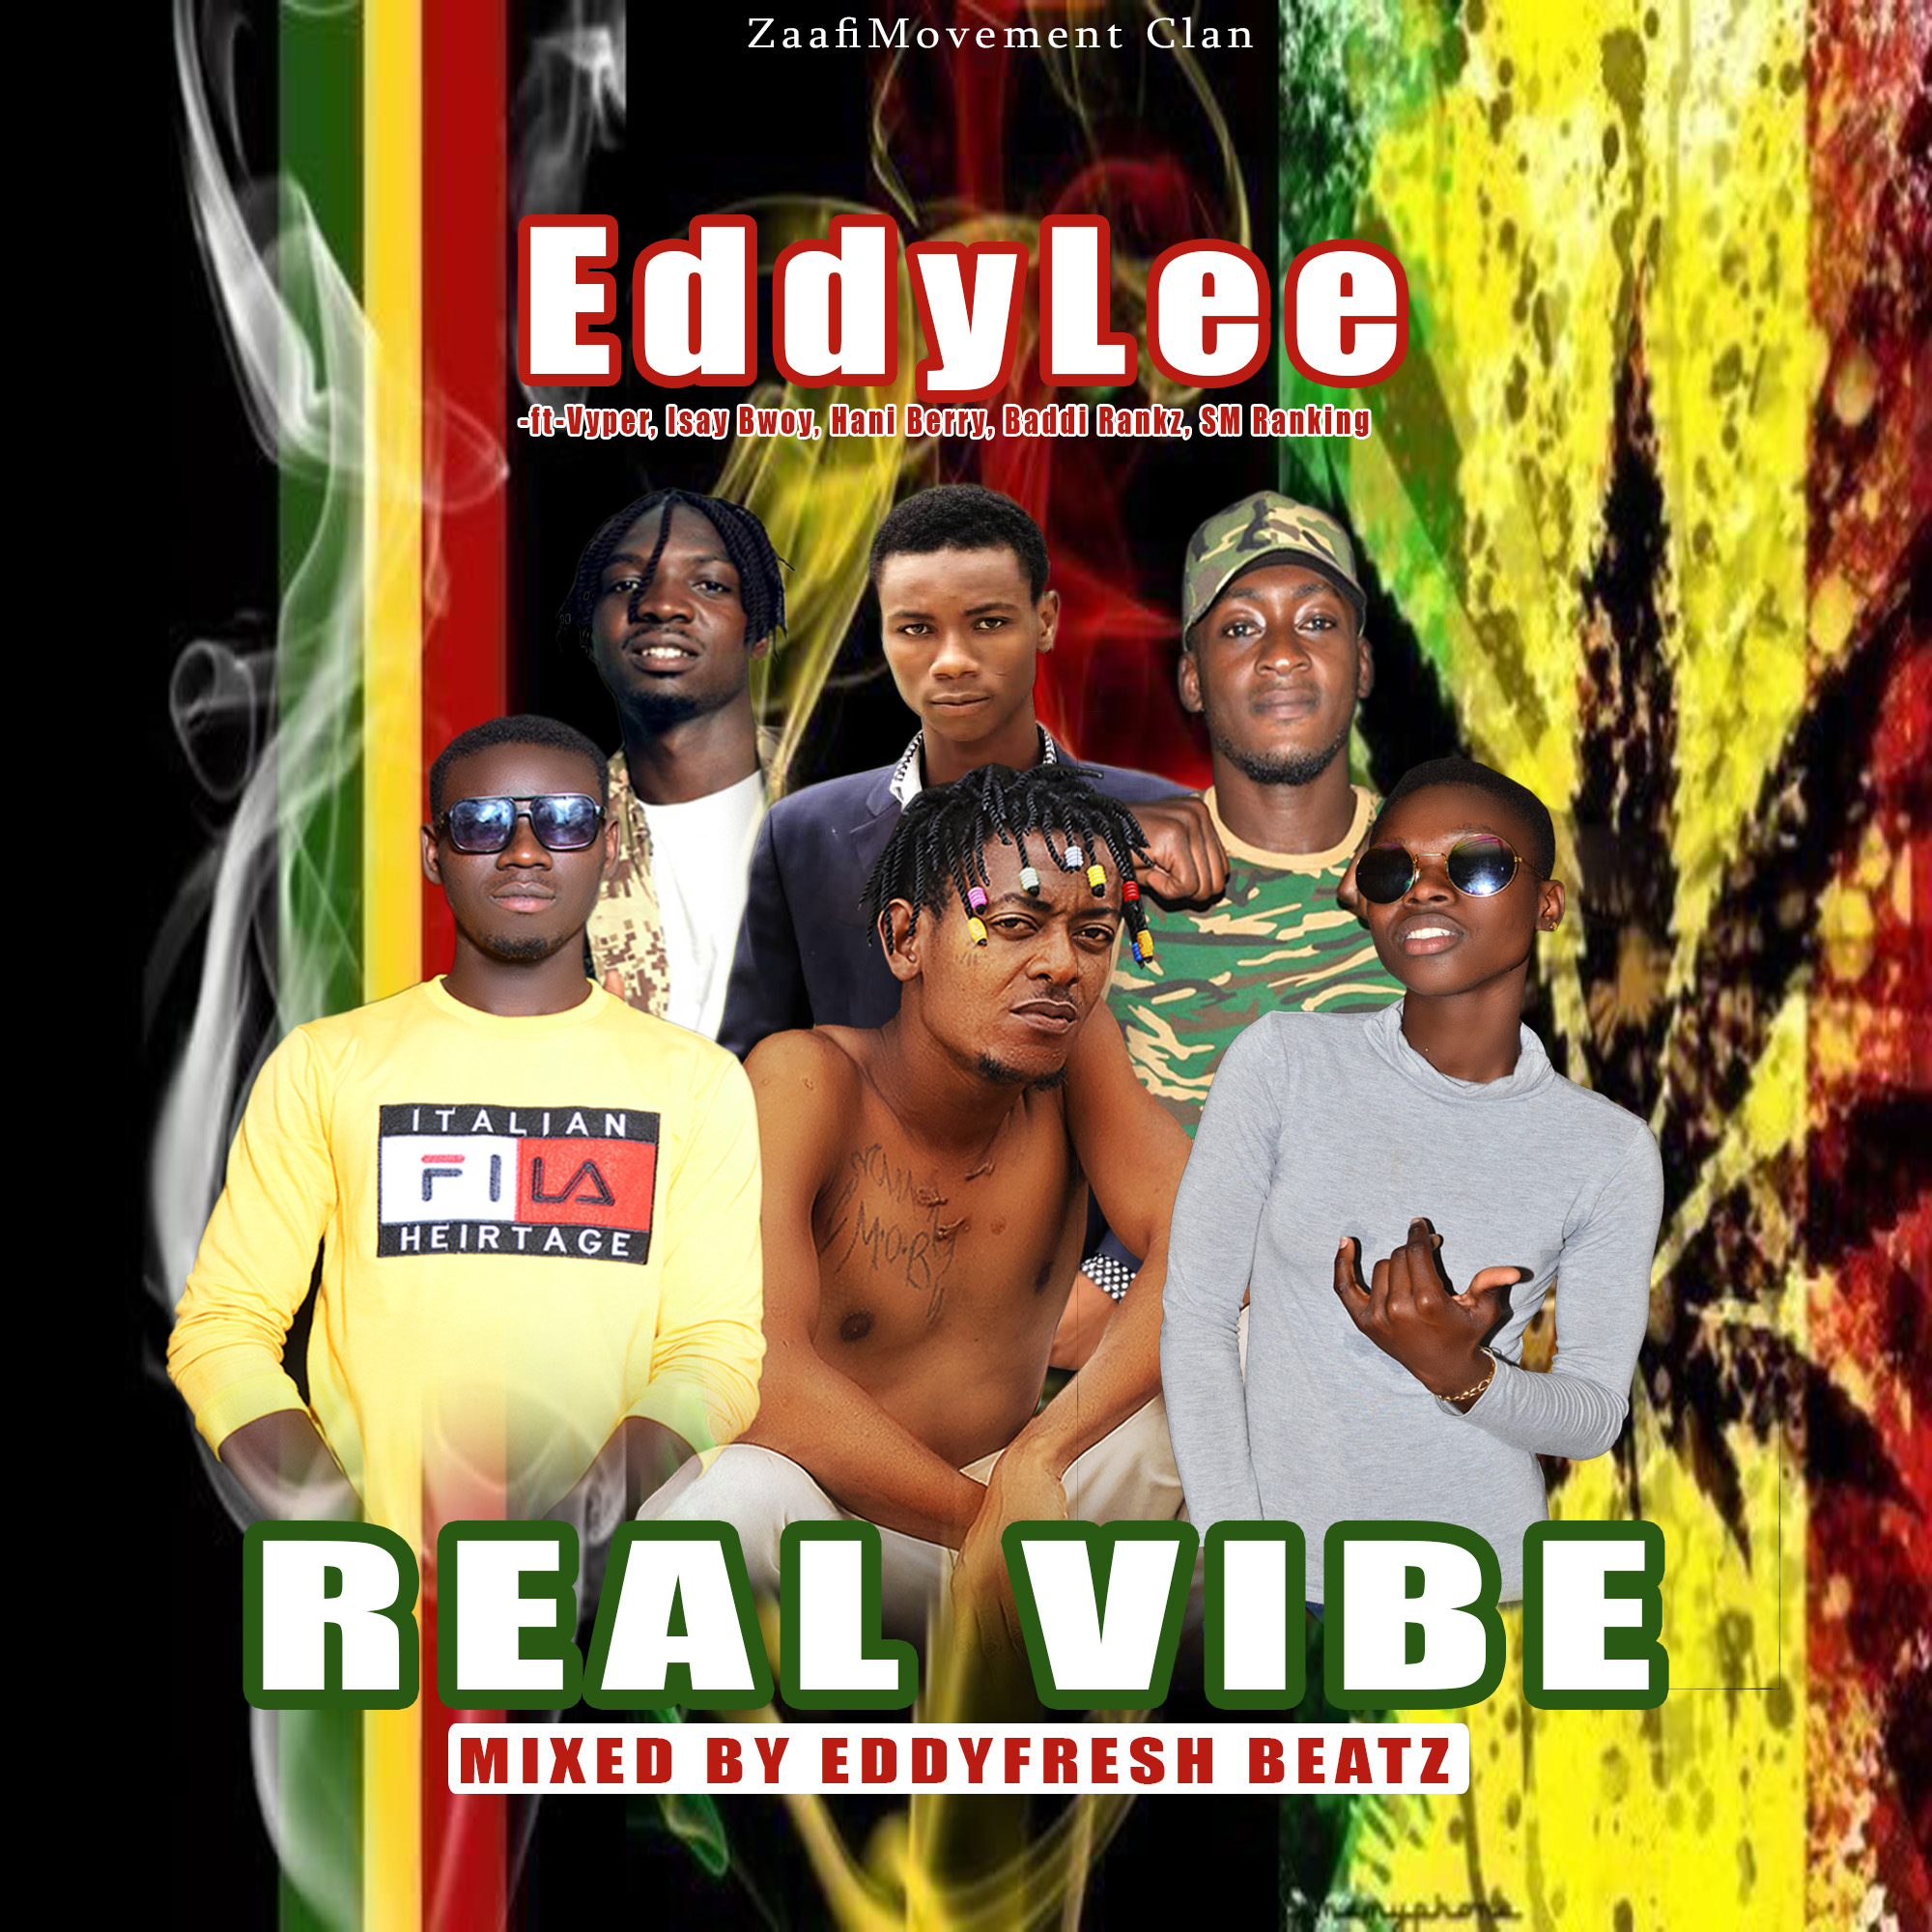 ZaafiMovement Clan
EddyLee
-ft-Vyper, Isay Bwoy, Hani Berry, Baddi Rankz, SM Ranking
ITALIAN
FILA
HEIRTAGE
REAL VIBE
MIXED BY EDDYFRESH BEATZ